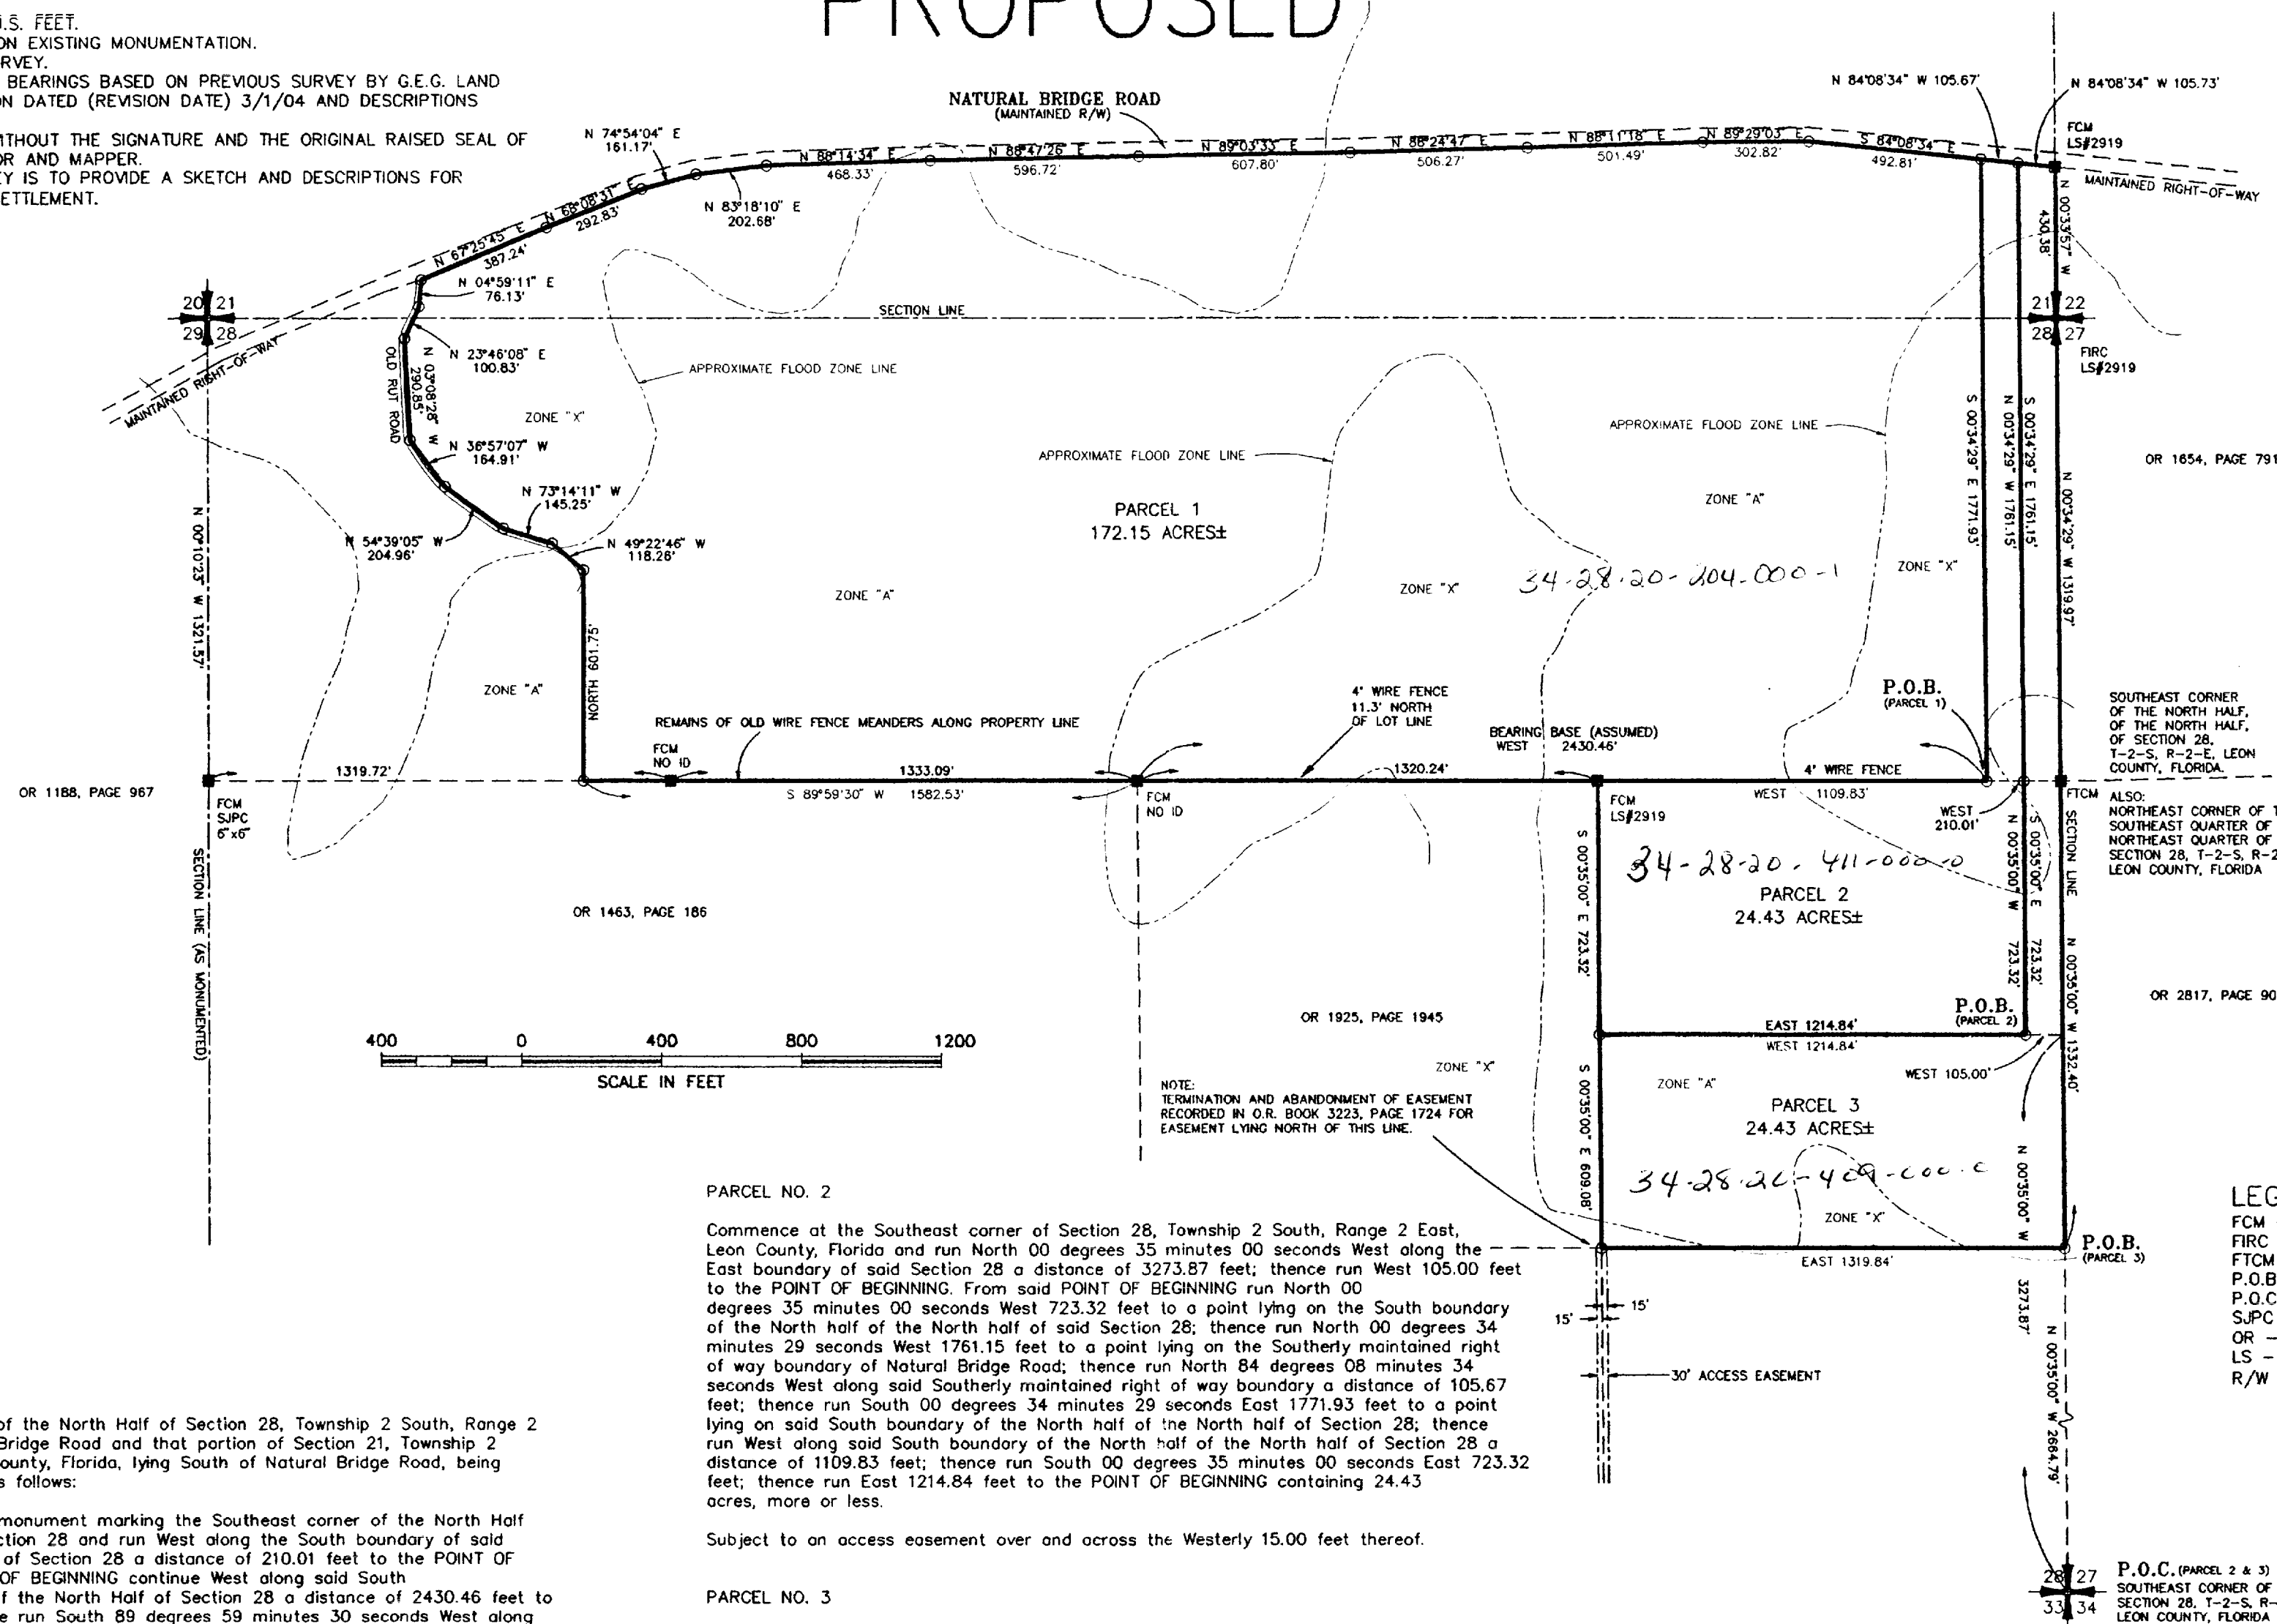 PROPOSED
U.S. FEET.
ON EXISTING MONUMENTATION.
BEARINGS BASED ON PREVIOUS SURVEY BY G.E.G. LAND
DATED (REVISION DATE) 3/1/04 AND DESCRIPTIONS
THE SIGNATURE AND THE ORIGINAL RAISED SEAL OF
AND MAPPER.
IS TO PROVIDE A SKETCH AND DESCRIPTIONS FOR
NATURAL BRIDGE ROAD
(MAINTAINED R/W)
N 84°08'34" W 105.67'
N 84°08'34" W 105.73'
FCM
LS#2919
MAINTAINED RIGHT-OF-WAY
N 67°25'45" E
387.24'
N 68°08'31" E
292.83'
N 74°54'04" E
161.17'
N 83°18'10" E
202.68'
N 88°14'34" E
468.33'
N 88°47'26" E
596.72'
N 89°03'33" E
607.80'
N 88°24'47 E
506.27'
N 88°11'18" E
501.49'
N 89°29'03" E
302.82'
S 84°08'34" E
492.81'
N 00°33'57" W
430.38'
20 21
29 28
MAINTAINED RIGHT-OF-WAY
SECTION LINE
21 22
28 27
FIRC
LS#2919
N 04°59'11" E
76.13'
N 23°46'08" E
100.83'
N 03°08'28" W
290.85'
OLD RUT ROAD
N 36°57'07" W
164.91'
N 54°39'05" W
204.96'
N 73°14'11" W
145.25'
N 49°22'46" W
118.26'
NORTH 601.75'
ZONE "X"
APPROXIMATE FLOOD ZONE LINE
APPROXIMATE FLOOD ZONE LINE
APPROXIMATE FLOOD ZONE LINE
ZONE "A"
ZONE "X"
PARCEL 1
172.15 ACRES±
34-28-20-204-000-1
ZONE "A"
ZONE "X"
ZONE "A"
N 00°10'23" W 1321.57'
S 00°34'29" E 1771.93'
N 00°34'29" W 1761.15'
S 00°34'29" E 1761.15'
N 00°34'29" W 1319.97'
OR 1654, PAGE 791
P.O.B.
(PARCEL 1)
REMAINS OF OLD WIRE FENCE MEANDERS ALONG PROPERTY LINE
4' WIRE FENCE
11.3' NORTH
OF LOT LINE
BEARING BASE (ASSUMED)
WEST 2430.46'
SOUTHEAST CORNER
OF THE NORTH HALF,
OF THE NORTH HALF,
OF SECTION 28,
T-2-S, R-2-E, LEON
COUNTY, FLORIDA.
ALSO:
NORTHEAST CORNER OF
SOUTHEAST QUARTER OF
NORTHEAST QUARTER OF
SECTION 28, T-2-S,
LEON COUNTY, FLORIDA
OR 1188, PAGE 967
FCM
SJPC
6"x6"
1319.72'
FCM
NO ID
1333.09'
S 89°59'30" W 1582.53'
FCM
NO ID
1320.24'
FCM
LS#2919
4' WIRE FENCE
WEST 1109.83'
WEST
210.01'
FTCM
SECTION LINE
SECTION LINE (AS MONUMENTED)
OR 1463, PAGE 186
S 00°35'00" E 723.32'
34-28-20-411-000-0
PARCEL 2
24.43 ACRES±
N 00°35'00" W 723.32'
S 00°35'00" E 723.32'
N 00°35'00" W 1332.40'
OR 2817, PAGE
P.O.B.
(PARCEL 2)
EAST 1214.84'
WEST 1214.84'
WEST 105.00'
OR 1925, PAGE 1945
400 0 400 800 1200
SCALE IN FEET
ZONE "X"
ZONE "A"
NOTE:
TERMINATION AND ABANDONMENT OF EASEMENT
RECORDED IN O.R. BOOK 3223, PAGE 1724 FOR
EASEMENT LYING NORTH OF THIS LINE.
S 00°35'00" E 609.08'
PARCEL 3
24.43 ACRES±
34-28-20-409-000-0
ZONE "X"
N 00°35'00" W
3273.87'
EAST 1319.84'
P.O.B.
(PARCEL 3)
15' 15'
30' ACCESS EASEMENT
N 00°35'00" W 2664.79'
FCM
FIRC
FTCM
SJPC
OR –
LS –
R/W
28 27
33 34
P.O.C. (PARCEL 2 & 3)
SOUTHEAST CORNER OF
SECTION 28, T-2-S,
LEON COUNTY, FLORIDA
PARCEL NO. 2
Commence at the Southeast corner of Section 28, Township 2 South, Range 2 East,
Leon County, Florida and run North 00 degrees 35 minutes 00 seconds West along the
East boundary of said Section 28 a distance of 3273.87 feet; thence run West 105.00 feet
to the POINT OF BEGINNING. From said POINT OF BEGINNING run North 00
degrees 35 minutes 00 seconds West 723.32 feet to a point lying on the South boundary
of the North half of the North half of said Section 28; thence run North 00 degrees 34
minutes 29 seconds West 1761.15 feet to a point lying on the Southerly maintained right
of way boundary of Natural Bridge Road; thence run North 84 degrees 08 minutes 34
seconds West along said Southerly maintained right of way boundary a distance of 105.67
feet; thence run South 00 degrees 34 minutes 29 seconds East 1771.93 feet to a point
lying on said South boundary of the North half of the North half of Section 28; thence
run West along said South boundary of the North half of the North half of Section 28 a
distance of 1109.83 feet; thence run South 00 degrees 35 minutes 00 seconds East 723.32
feet; thence run East 1214.84 feet to the POINT OF BEGINNING containing 24.43
acres, more or less.
Subject to an access easement over and across the Westerly 15.00 feet thereof.
PARCEL NO. 3
of the North Half of Section 28, Township 2 South, Range 2
Bridge Road and that portion of Section 21, Township 2
County, Florida, lying South of Natural Bridge Road, being
follows:
monument marking the Southeast corner of the North Half
28 and run West along the South boundary of said
of Section 28 a distance of 210.01 feet to the POINT OF
OF BEGINNING continue West along said South
of the North Half of Section 28 a distance of 2430.46 feet to
run South 89 degrees 59 minutes 30 seconds West along